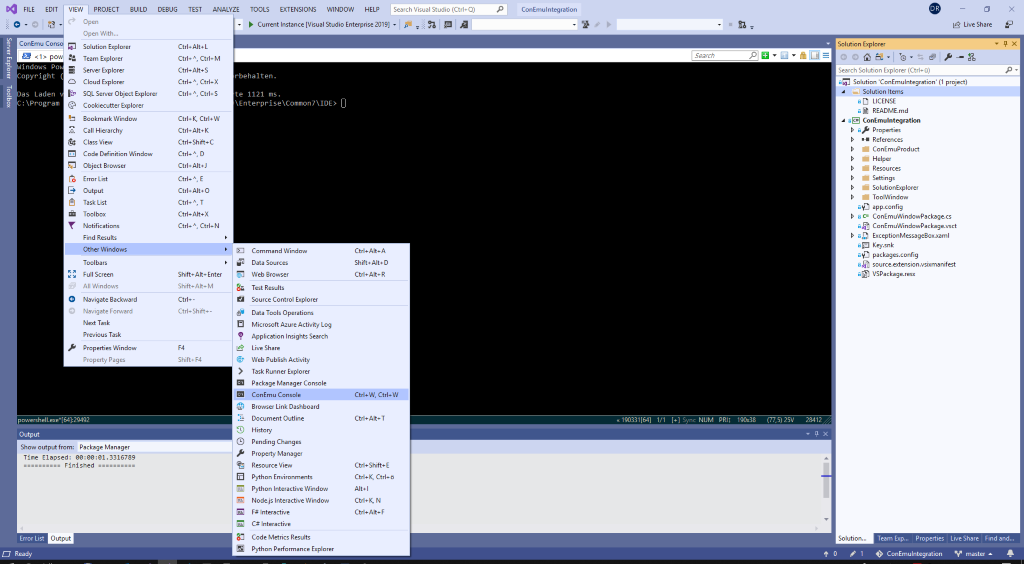 FILE EDIT VIEW PROJECT BUILD DEBUG TEST ANALYZE TOOLS EXTENSIONS WINDOW HELP Search Visual Studio (Ctrl+Q) ConEmuIntegration DR
Current Instance [Visual Studio Enterprise 2019] Live Share
Server Explorer
Toolbox
ConEmu Conso
<1> pow
Search
Windows Pow
Copyright ( rbehalten.
Das Laden v te 1121 ms.
C:\Program \Enterprise\Common7\IDE>
Open
Open With...
Solution Explorer Ctrl+Alt+L
Team Explorer Ctrl+^, Ctrl+M
Server Explorer Ctrl+Alt+S
Cloud Explorer Ctrl+^, Ctrl+X
SQL Server Object Explorer Ctrl+^, Ctrl+S
Cookiecutter Explorer
Bookmark Window Ctrl+K, Ctrl+W
Call Hierarchy Ctrl+Alt+K
Class View Ctrl+Shift+C
Code Definition Window Ctrl+^, D
Object Browser Ctrl+Alt+J
Error List Ctrl+^, E
Output Ctrl+Alt+O
Task List Ctrl+^, T
Toolbox Ctrl+Alt+X
Notifications Ctrl+^, Ctrl+N
Find Results
Other Windows
Toolbars
Full Screen Shift+Alt+Enter
All Windows Shift+Alt+M
Navigate Backward Ctrl+-
Navigate Forward Ctrl+Shift+-
Next Task
Previous Task
Properties Window F4
Property Pages Shift+F4
Command Window Ctrl+Alt+A
Data Sources Shift+Alt+D
Web Browser Ctrl+Alt+R
Test Results
Source Control Explorer
Data Tools Operations
Microsoft Azure Activity Log
Application Insights Search
Live Share
Web Publish Activity
Task Runner Explorer
Package Manager Console
ConEmu Console Ctrl+W, Ctrl+W
Browser Link Dashboard
Document Outline Ctrl+Alt+T
History
Pending Changes
Property Manager
Resource View Ctrl+Shift+E
Python Environments Ctrl+K, Ctrl+ö
Python Interactive Window Alt+I
Node.js Interactive Window Ctrl+K, N
F# Interactive Ctrl+Alt+F
C# Interactive
Code Metrics Results
Python Performance Explorer
Solution Explorer
Search Solution Explorer (Ctrl+ü)
Solution 'ConEmuIntegration' (1 project)
Solution Items
LICENSE
README.md
ConEmuIntegration
Properties
References
ConEmuProduct
Helper
Resources
Settings
SolutionExplorer
ToolWindow
app.config
ConEmuWindowPackage.cs
ConEmuWindowPackage.vsct
ExceptionMessageBox.xaml
Key.snk
packages.config
source.extension.vsixmanifest
VSPackage.resx
powershell.exe*[64]:29492 « 190331[64] 1/1 [+] Sync NUM PRI↕ 190x38 (77,5) 25V 28412
Output
Show output from: Package Manager
Time Elapsed: 00:00:01.3316789
========== Finished ==========
Error List Output
Solution... Team Exp... Properties Live Share Find and...
Ready 0 1 ConEmuIntegration master